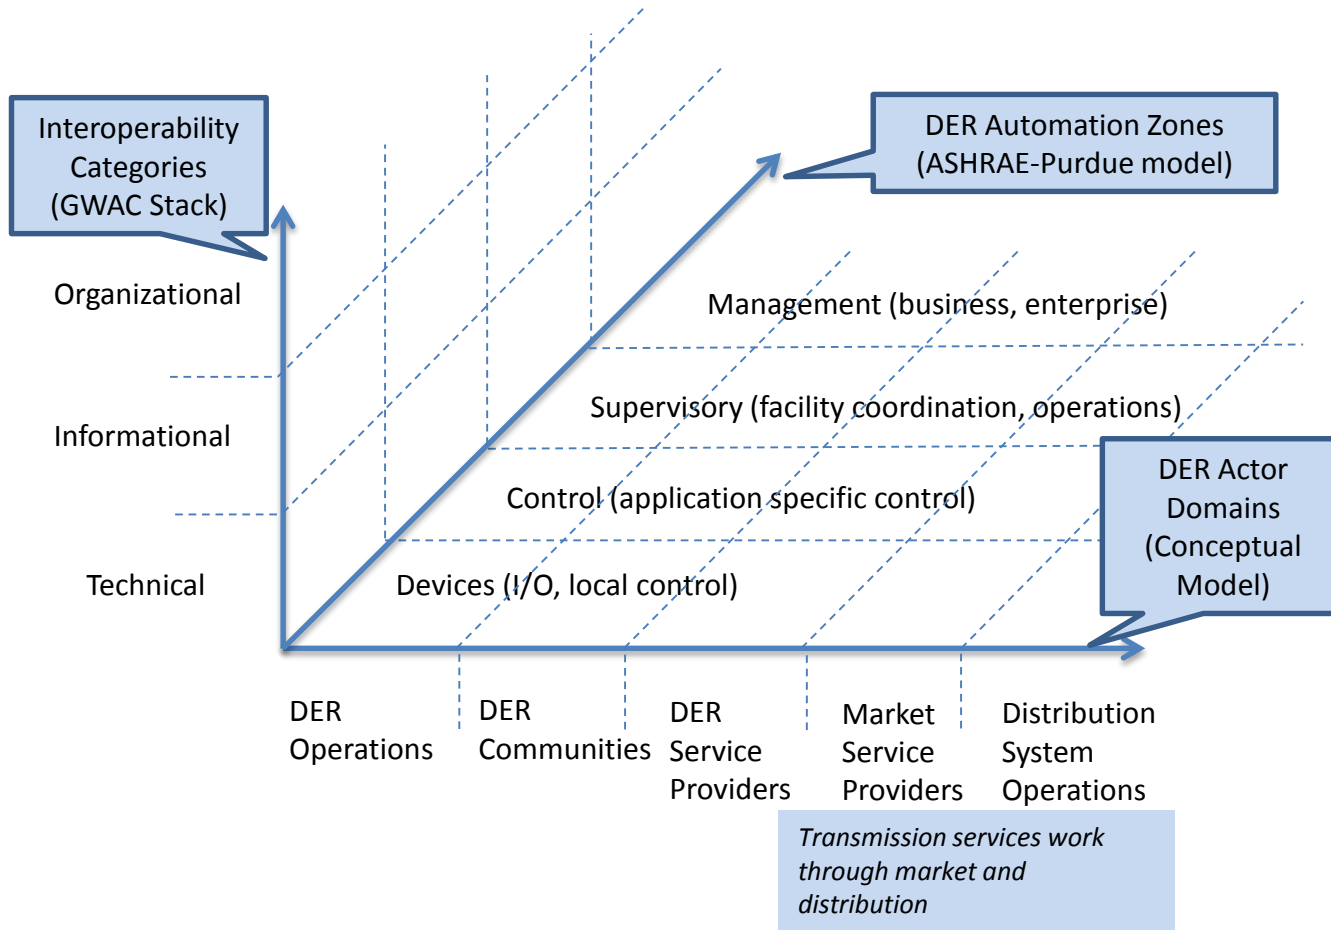 Interoperability
Categories
(GWAC Stack)
DER Automation Zones
(ASHRAE-Purdue model)
Organizational
Management (business, enterprise)
Informational
Supervisory (facility coordination, operations)
DER Actor
Domains
(Conceptual
Model)
Control (application specific control)
Technical
Devices (I/O, local control)
DER
Operations
DER
Communities
DER
Service
Providers
Market
Service
Providers
Distribution
System
Operations
Transmission services work
through market and
distribution